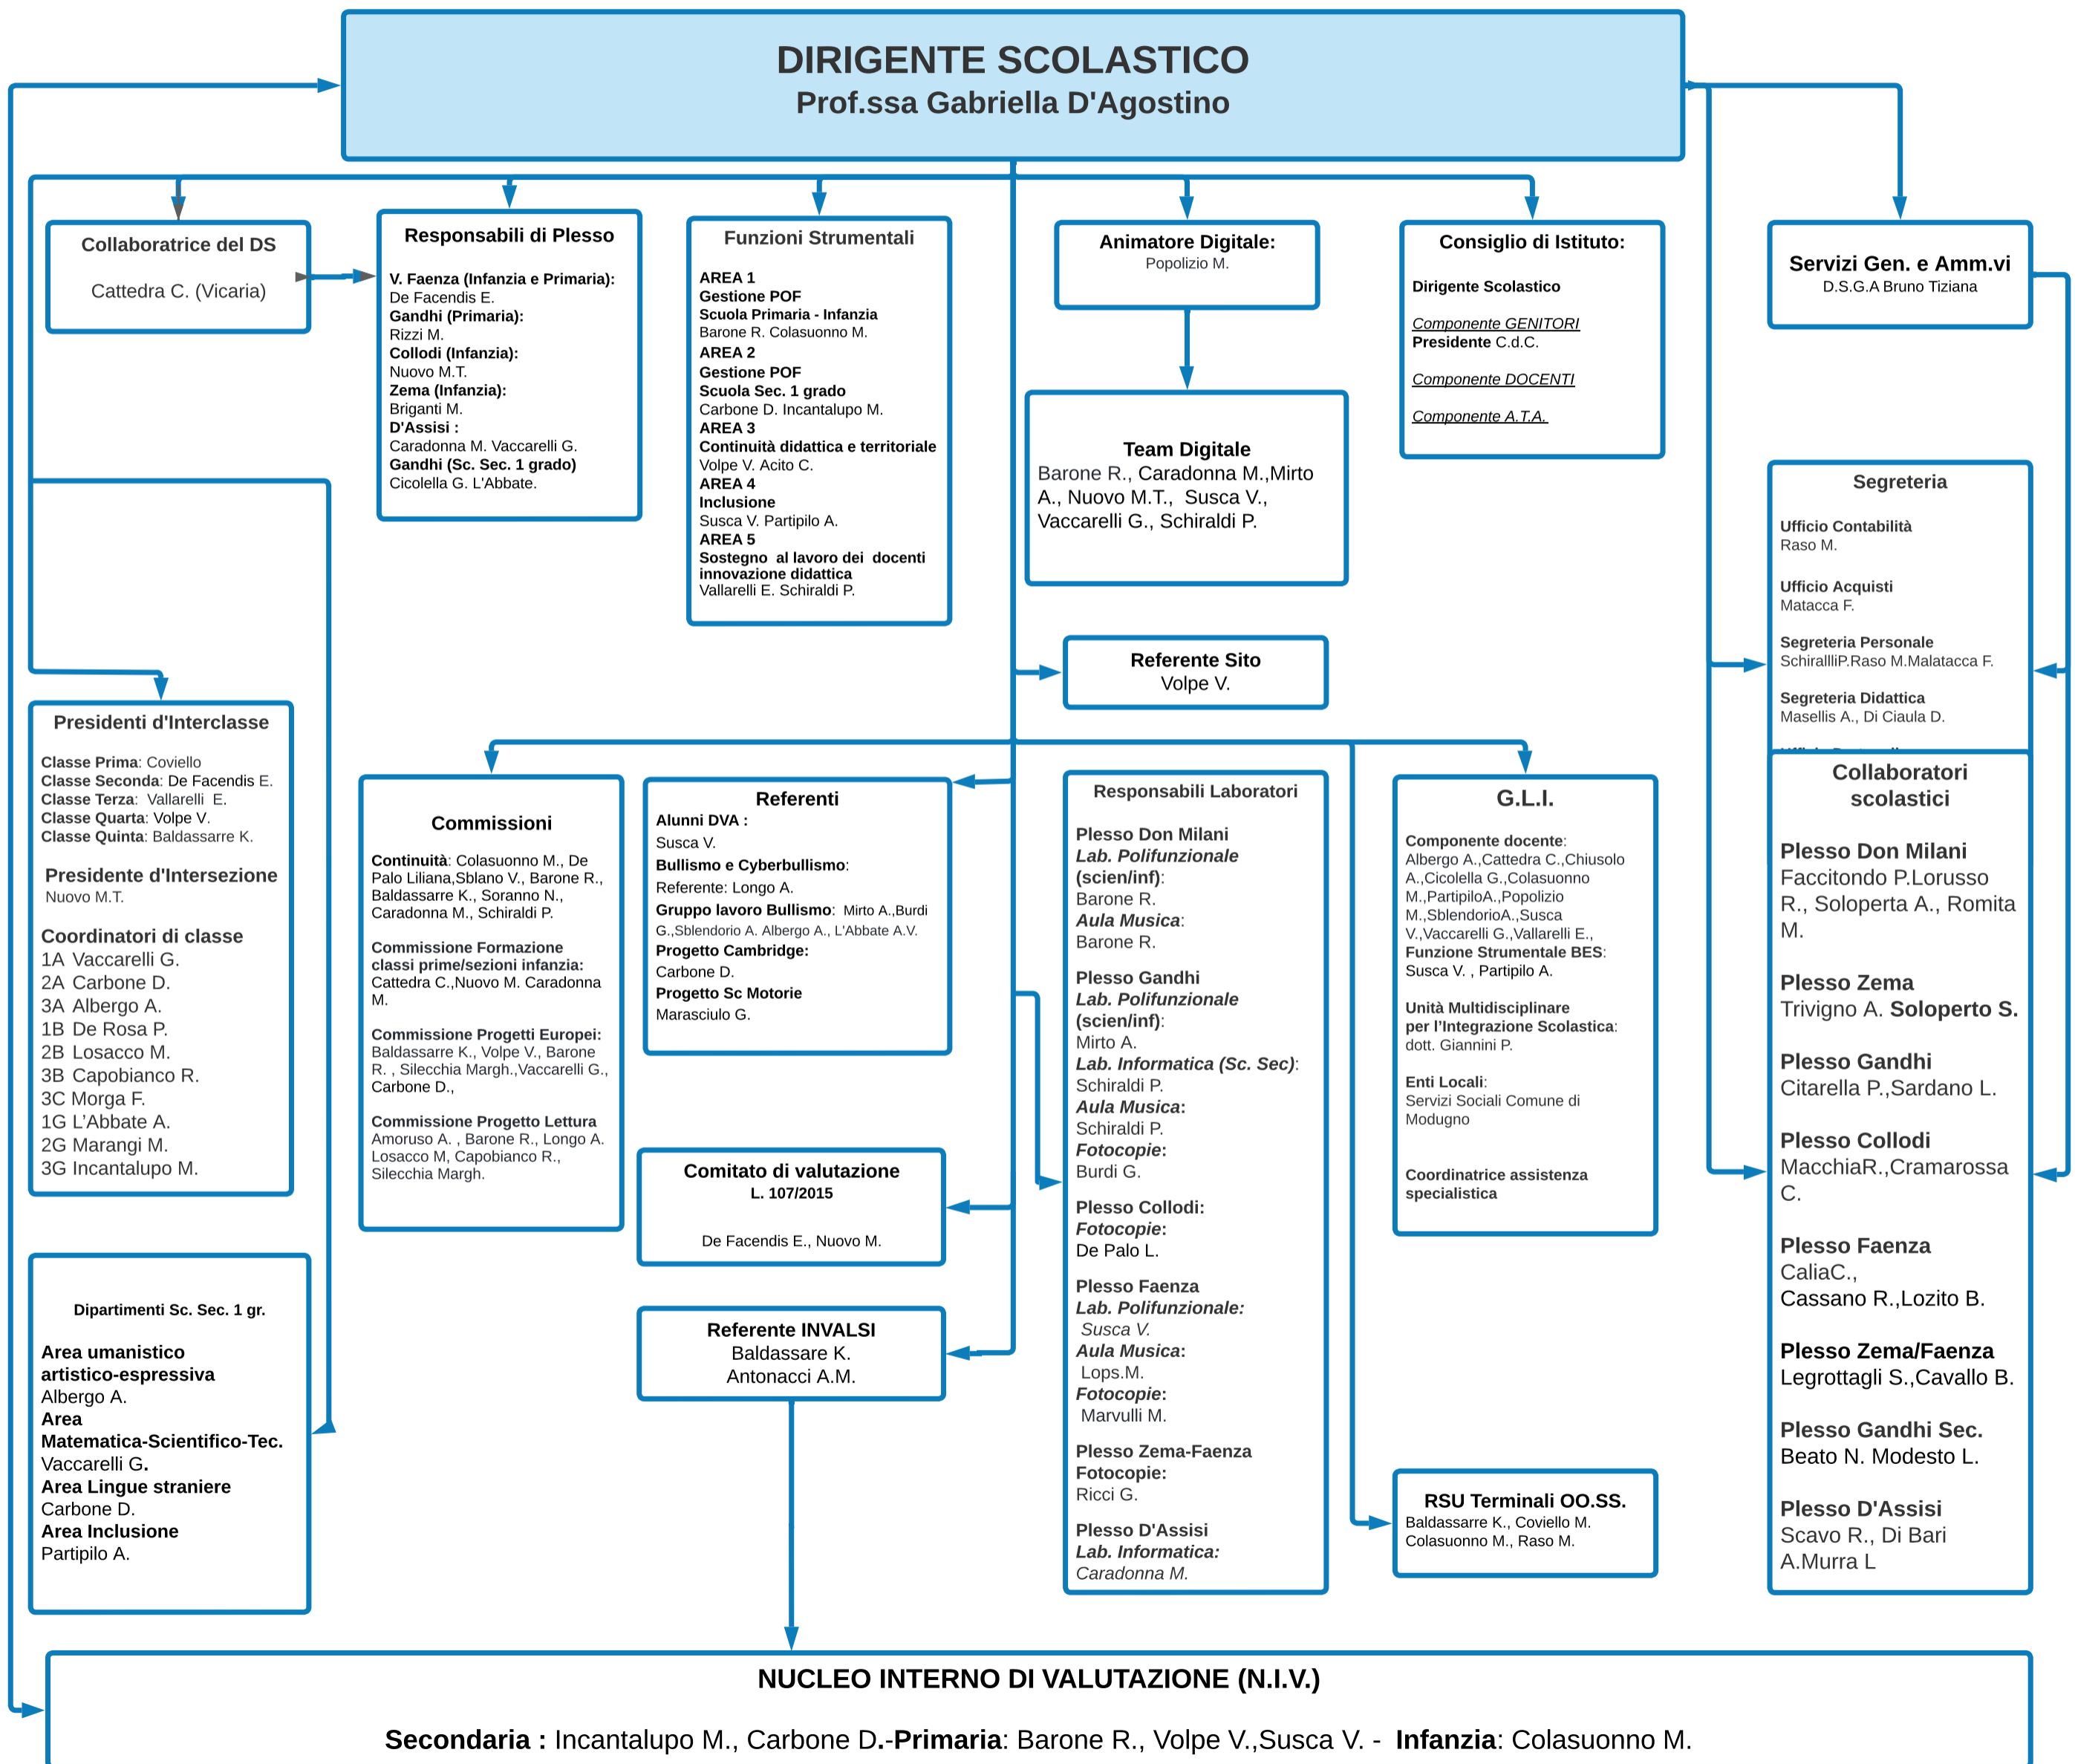 DIRIGENTE SCOLASTICO
Prof.ssa Gabriella D'Agostino
Collaboratrice del DS
Cattedra C. (Vicaria)
Responsabili di Plesso
V. Faenza (Infanzia e Primaria):
De Facendis E.
Gandhi (Primaria):
Rizzi M.
Collodi (Infanzia):
Nuovo M.T.
Zema (Infanzia):
Briganti M.
D'Assisi :
Caradonna M. Vaccarelli G.
Gandhi (Sc. Sec. 1 grado)
Cicolella G. L'Abbate.
Funzioni Strumentali
AREA 1
Gestione POF
Scuola Primaria - Infanzia
Barone R. Colasuonno M.
AREA 2
Gestione POF
Scuola Sec. 1 grado
Carbone D. Incantalupo M.
AREA 3
Continuità didattica e territoriale
Volpe V. Acito C.
AREA 4
Inclusione
Susca V. Partipilo A.
AREA 5
Sostegno  al lavoro dei  docenti
innovazione didattica
Vallarelli E. Schiraldi P.
Animatore Digitale:
Popolizio M.
Team Digitale
Barone R., Caradonna M.,Mirto
A., Nuovo M.T.,  Susca V.,
Vaccarelli G., Schiraldi P.
Consiglio di Istituto:
Dirigente Scolastico
Componente GENITORI
Presidente C.d.C.
Componente DOCENTI
Componente A.T.A.
Servizi Gen. e Amm.vi
D.S.G.A Bruno Tiziana
Segreteria
Ufficio Contabilità
Raso M.
Ufficio Acquisti
Matacca F.
Segreteria Personale
SchirallliP.Raso M.Malatacca F.
Segreteria Didattica
Masellis A., Di Ciaula D.
Referente Sito
Volpe V.
Presidenti d'Interclasse
Classe Prima: Coviello
Classe Seconda: De Facendis E.
Classe Terza:  Vallarelli  E.
Classe Quarta: Volpe V.
Classe Quinta: Baldassarre K.
Presidente d'Intersezione
Nuovo M.T.
Coordinatori di classe
1A Vaccarelli G.
2A Carbone D.
3A Albergo A.
1B De Rosa P.
2B Losacco M.
3B Capobianco R.
3C Morga F.
1G L’Abbate A.
2G Marangi M.
3G Incantalupo M.
Commissioni
Continuità: Colasuonno M., De
Palo Liliana,Sblano V., Barone R.,
Baldassarre K., Soranno N.,
Caradonna M., Schiraldi P.
Commissione Formazione
classi prime/sezioni infanzia:
Cattedra C.,Nuovo M. Caradonna
M.
Commissione Progetti Europei:
Baldassarre K., Volpe V., Barone
R. , Silecchia Margh.,Vaccarelli G.,
Carbone D.,
Commissione Progetto Lettura
Amoruso A. , Barone R., Longo A.
Losacco M, Capobianco R.,
Silecchia Margh.
Referenti
Alunni DVA :
Susca V.
Bullismo e Cyberbullismo:
Referente: Longo A.
Gruppo lavoro Bullismo:  Mirto A.,Burdi
G.,Sblendorio A. Albergo A., L'Abbate A.V.
Progetto Cambridge:
Carbone D.
Progetto Sc Motorie
Marasciulo G.
Comitato di valutazione
L. 107/2015
De Facendis E., Nuovo M.
Referente INVALSI
Baldassare K.
Antonacci A.M.
Responsabili Laboratori
Plesso Don Milani
Lab. Polifunzionale
(scien/inf):
Barone R.
Aula Musica:
Barone R.
Plesso Gandhi
Lab. Polifunzionale
(scien/inf):
Mirto A.
Lab. Informatica (Sc. Sec):
Schiraldi P.
Aula Musica:
Schiraldi P.
Fotocopie:
Burdi G.
Plesso Collodi:
Fotocopie:
De Palo L.
Plesso Faenza
Lab. Polifunzionale:
Susca V.
Aula Musica:
Lops.M.
Fotocopie:
Marvulli M.
Plesso Zema-Faenza
Fotocopie:
Ricci G.
Plesso D'Assisi
Lab. Informatica:
Caradonna M.
G.L.I.
Componente docente:
Albergo A.,Cattedra C.,Chiusolo
A.,Cicolella G.,Colasuonno
M.,PartipiloA.,Popolizio
M.,SblendorioA.,Susca
V.,Vaccarelli G.,Vallarelli E.,
Funzione Strumentale BES:
Susca V. , Partipilo A.
Unità Multidisciplinare
per l’Integrazione Scolastica:
dott. Giannini P.
Enti Locali:
Servizi Sociali Comune di
Modugno
Coordinatrice assistenza
specialistica
RSU Terminali OO.SS.
Baldassarre K., Coviello M.
Colasuonno M., Raso M.
Collaboratori
scolastici
Plesso Don Milani
Faccitondo P.Lorusso
R., Soloperta A., Romita
M.
Plesso Zema
Trivigno A. Soloperto S.
Plesso Gandhi
Citarella P.,Sardano L.
Plesso Collodi
MacchiaR.,Cramarossa
C.
Plesso Faenza
CaliaC.,
Cassano R.,Lozito B.
Plesso Zema/Faenza
Legrottagli S.,Cavallo B.
Plesso Gandhi Sec.
Beato N. Modesto L.
Plesso D'Assisi
Scavo R., Di Bari
A.Murra L
Dipartimenti Sc. Sec. 1 gr.
Area umanistico
artistico-espressiva
Albergo A.
Area
Matematica-Scientifico-Tec.
Vaccarelli G.
Area Lingue straniere
Carbone D.
Area Inclusione
Partipilo A.
NUCLEO INTERNO DI VALUTAZIONE (N.I.V.)
Secondaria : Incantalupo M., Carbone D.-Primaria: Barone R., Volpe V.,Susca V. -  Infanzia: Colasuonno M.